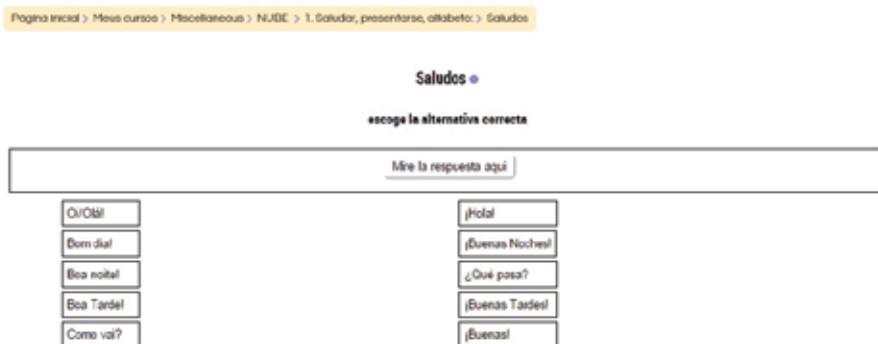 Página inicial > Meus cursos > Miscellaneous > NUBE > 1. Saludar, presentarse, alfabeto: > Saludos
Saludos
escoge la alternativa correcta
Mire la respuesta aqui
Oi/Olá! ¡Hola!
Bom dia! ¡Buenas Noches!
Boa noite! ¿Qué pasa?
Boa Tarde! ¡Buenas Tardes!
Como vai? ¡Buenas!